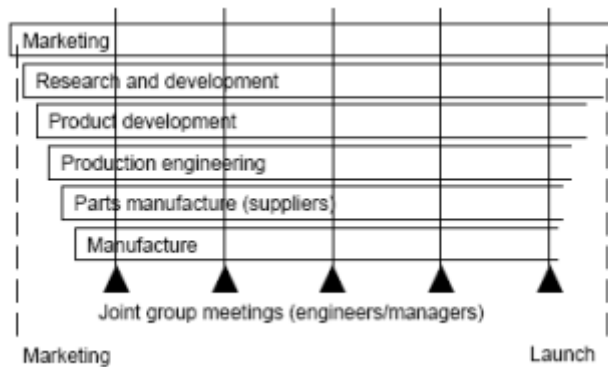 Marketing
Research and development
Product development
Production engineering
Parts manufacture (suppliers)
Manufacture
Joint group meetings (engineers/managers)
Marketing Launch